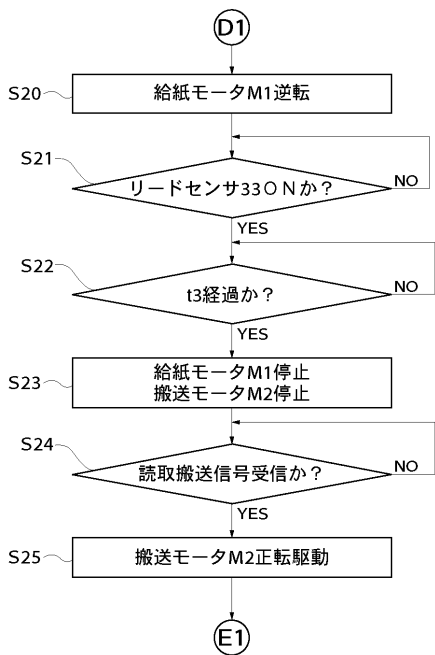 D1
S20
給紙モータM1逆転
S21
リードセンサ33ONか？
NO
YES
S22
t3経過か？
NO
YES
S23
給紙モータM1停止
搬送モータM2停止
S24
読取搬送信号受信か？
NO
YES
S25
搬送モータM2正転駆動
E1